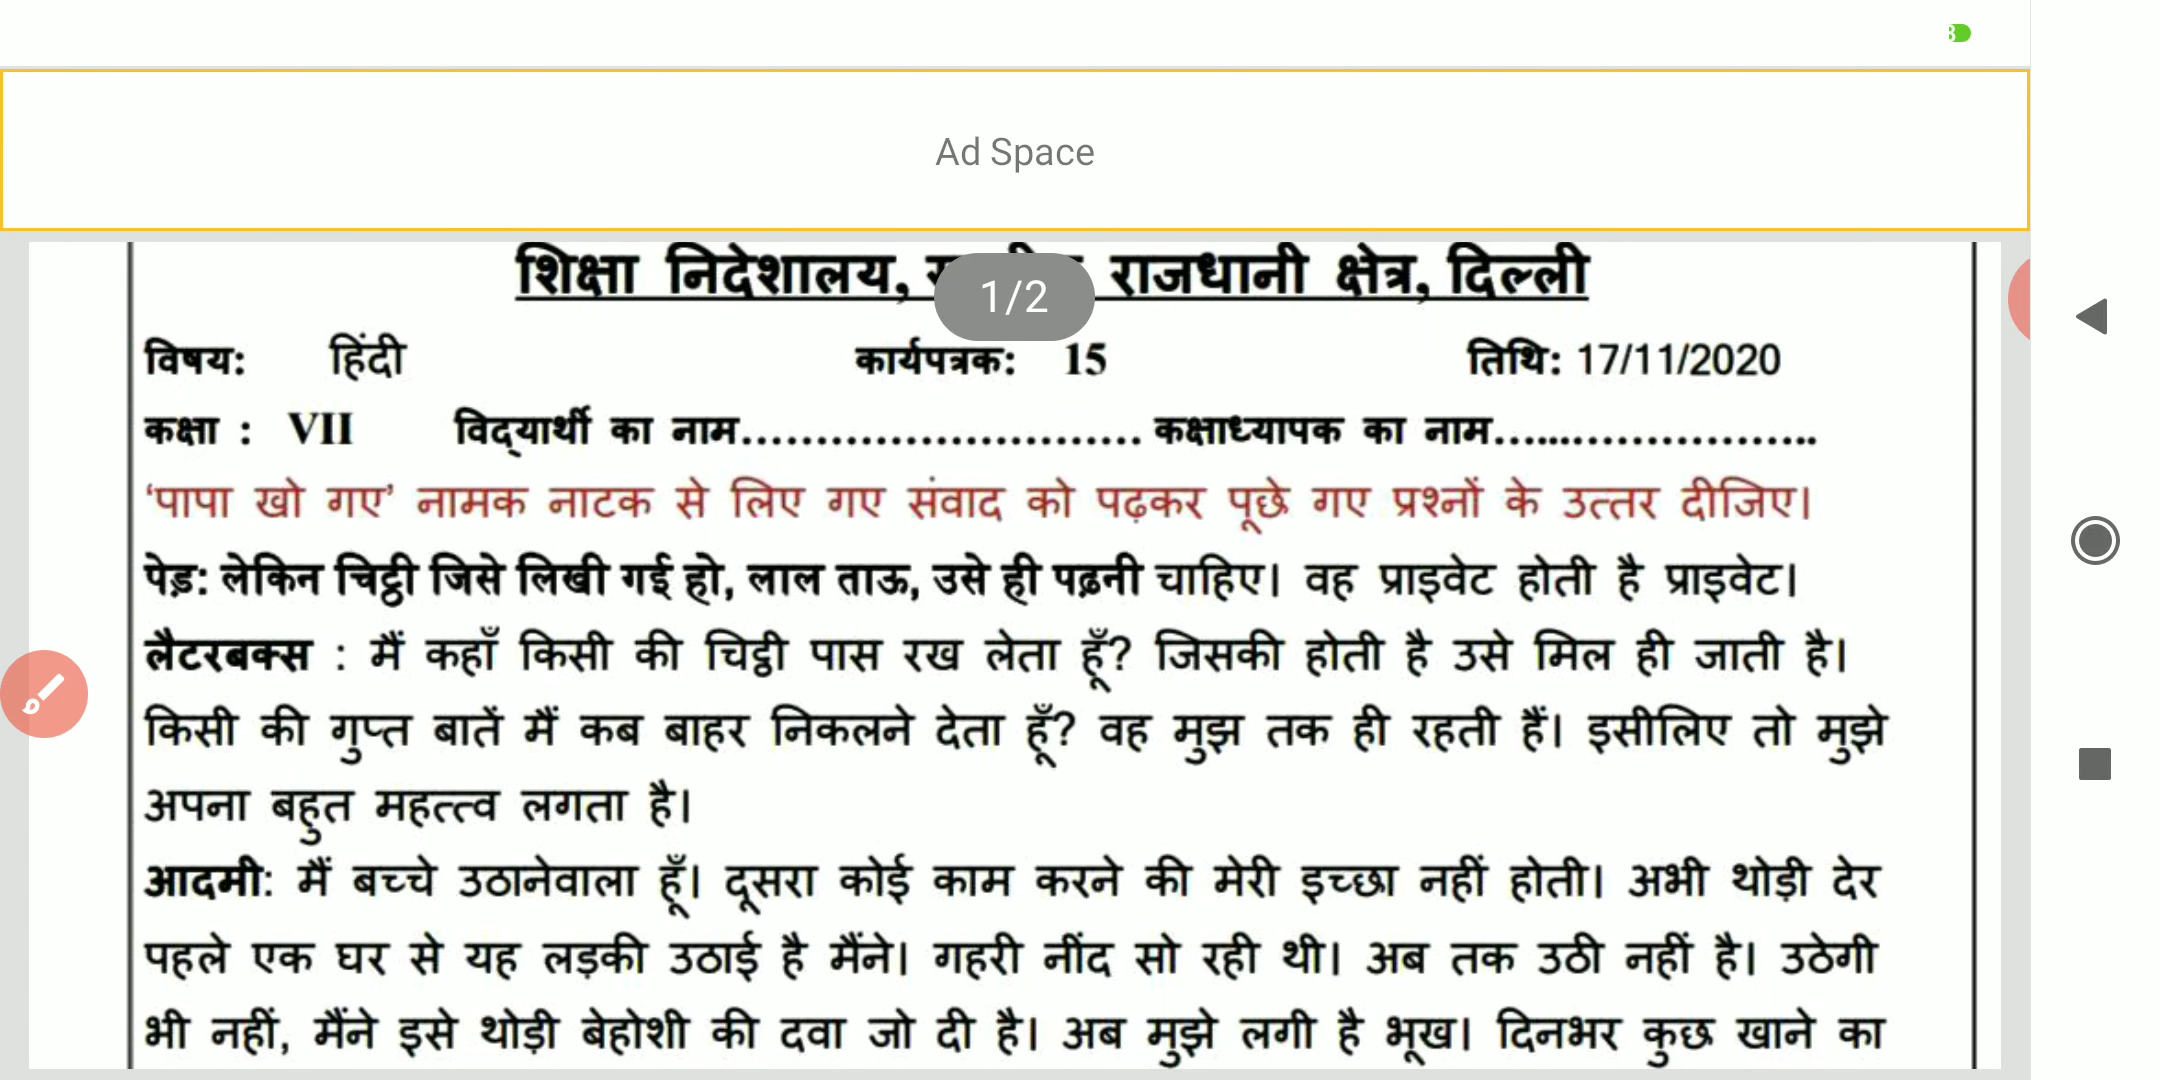 Ad Space
शिक्षा निदेशालय, राजधानी क्षेत्र, दिल्ली
1/2
विषय: हिंदी कार्यपत्रक: 15 तिथि: 17/11/2020
कक्षा : VII विद्यार्थी का नाम........................... कक्षाध्यापक का नाम.......................
‘पापा खो गए’ नामक नाटक से लिए गए संवाद को पढ़कर पूछे गए प्रश्नों के उत्तर दीजिए।
पेड़: लेकिन चिट्ठी जिसे लिखी गई हो, लाल ताऊ, उसे ही पढ़नी चाहिए। वह प्राइवेट होती है प्राइवेट।
लैटरबक्स : मैं कहाँ किसी की चिट्ठी पास रख लेता हूँ? जिसकी होती है उसे मिल ही जाती है।
किसी की गुप्त बातें मैं कब बाहर निकलने देता हूँ? वह मुझ तक ही रहती हैं। इसीलिए तो मुझे
अपना बहुत महत्त्व लगता है।
आदमी: मैं बच्चे उठानेवाला हूँ। दूसरा कोई काम करने की मेरी इच्छा नहीं होती। अभी थोड़ी देर
पहले एक घर से यह लड़की उठाई है मैंने। गहरी नींद सो रही थी। अब तक उठी नहीं है। उठेगी
भी नहीं, मैंने इसे थोड़ी बेहोशी की दवा जो दी है। अब मुझे लगी है भूख। दिनभर कुछ खाने का